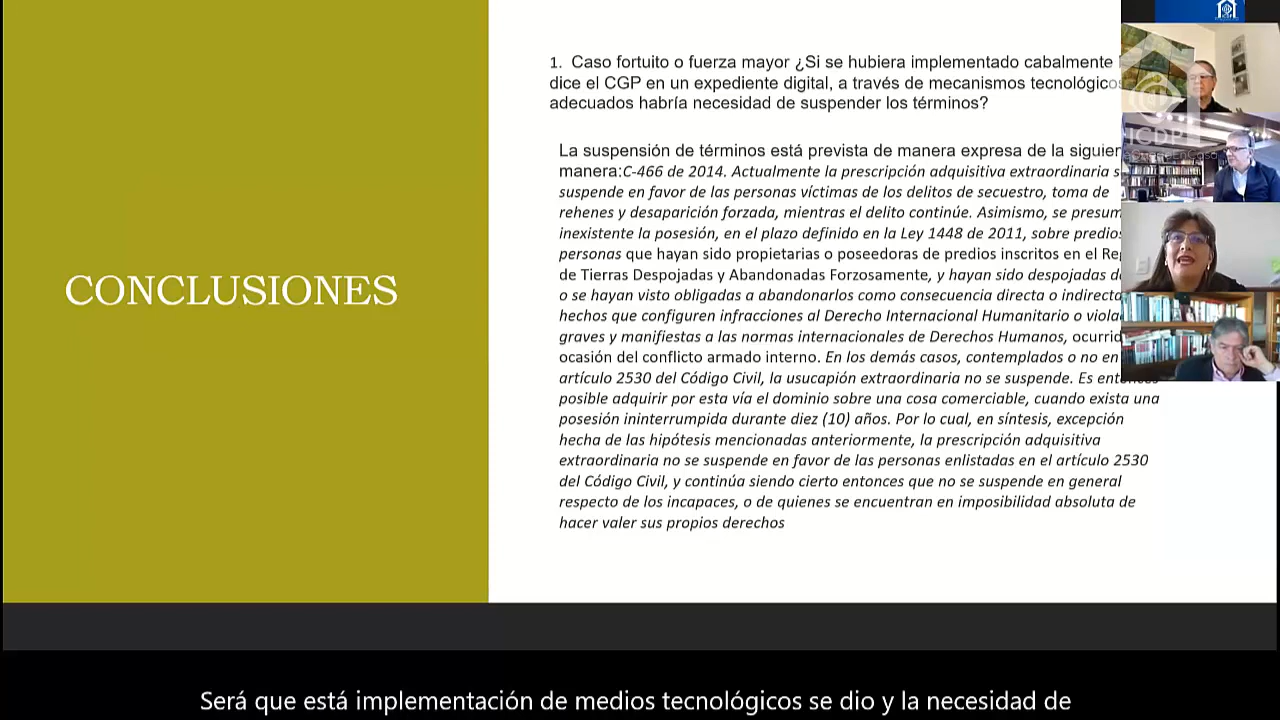 CONCLUSIONES
1. Caso fortuito o fuerza mayor ¿Si se hubiera implementado cabalmente
dice el CGP en un expediente digital, a través de mecanismos tecnológicos
adecuados habría necesidad de suspender los términos?
La suspensión de términos está prevista de manera expresa de la
manera:C-466 de 2014. Actualmente la prescripción adquisitiva extraordinaria
suspende en favor de las personas víctimas de los delitos de secuestro, toma de
rehenes y desaparición forzada, mientras el delito continúe. Asimismo, se
inexistente la posesión, en el plazo definido en la Ley 1448 de 2011, sobre predios
personas que hayan sido propietarias o poseedoras de predios inscritos en el
de Tierras Despojadas y Abandonadas Forzosamente, y hayan sido despojadas
o se hayan visto obligadas a abandonarlos como consecuencia directa o indirecta
hechos que configuren infracciones al Derecho Internacional Humanitario o
graves y manifiestas a las normas internacionales de Derechos Humanos,
ocasión del conflicto armado interno. En los demás casos, contemplados o no en
artículo 2530 del Código Civil, la usucapión extraordinaria no se suspende. Es
posible adquirir por esta vía el dominio sobre una cosa comerciable, cuando exista una
posesión ininterrumpida durante diez (10) años. Por lo cual, en síntesis, excepción
hecha de las hipótesis mencionadas anteriormente, la prescripción adquisitiva
extraordinaria no se suspende en favor de las personas enlistadas en el artículo 2530
del Código Civil, y continúa siendo cierto entonces que no se suspende en general
respecto de los incapaces, o de quienes se encuentran en imposibilidad absoluta de
hacer valer sus propios derechos
ICDP
Será que está implementación de medios tecnológicos se dio y la necesidad de